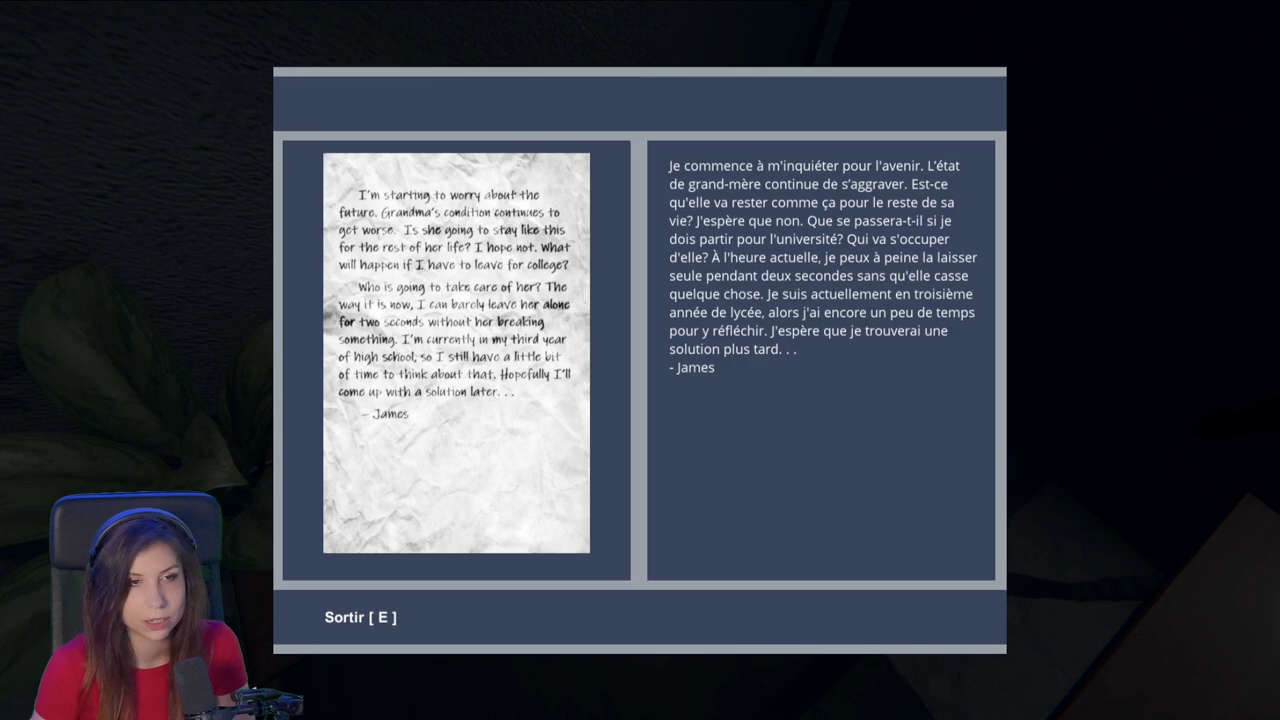 I'm starting to worry about the
future. Grandma's condition continues to
get worse. Is she going to stay like this
for the rest of her life? I hope not. What
will happen if I have to leave for college?
Who is going to take care of her? The
way it is now, I can barely leave her alone
for two seconds without her breaking
something. I'm currently in my third year
of high school, so I still have a little bit
of time to think about that. Hopefully I'll
come up with a solution later. . .
- James
Je commence à m'inquiéter pour l'avenir. L'état
de grand-mère continue de s'aggraver. Est-ce
qu'elle va rester comme ça pour le reste de sa
vie? J'espère que non. Que se passera-t-il si je
dois partir pour l'université? Qui va s'occuper
d'elle? À l'heure actuelle, je peux à peine la laisser
seule pendant deux secondes sans qu'elle casse
quelque chose. Je suis actuellement en troisième
année de lycée, alors j'ai encore un peu de temps
pour y réfléchir. J'espère que je trouverai une
solution plus tard. . .
- James
Sortir [ E ]